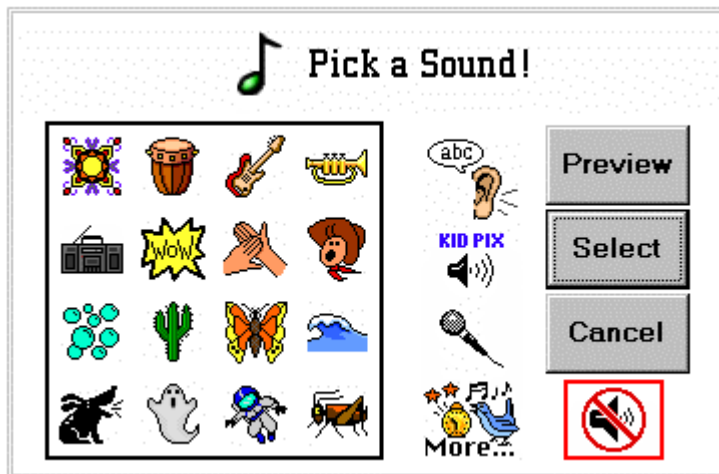 Pick a Sound!
abc
Preview
WOW
KID PIX
Select
Cancel
More...